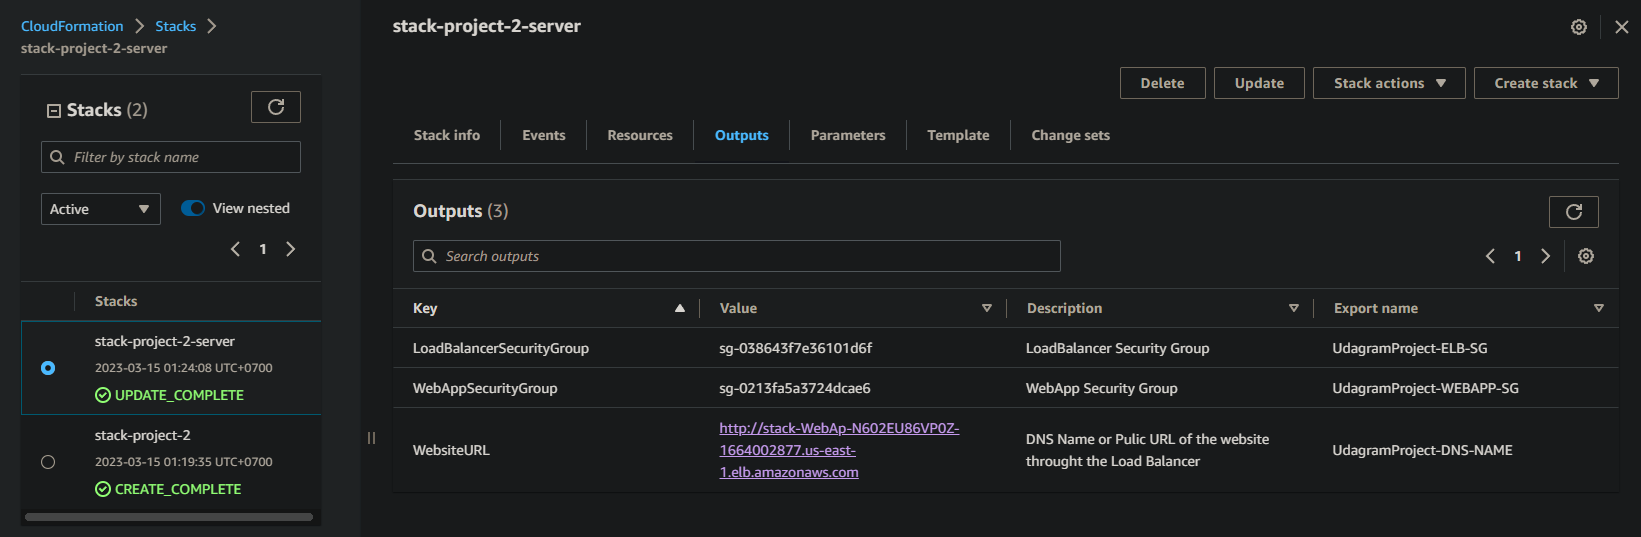 CloudFormation
Stacks
stack-project-2-server
Stacks (2)
Filter by stack name
Active
View nested
1
Stacks
stack-project-2-server
2023-03-15 01:24:08 UTC+0700
UPDATE_COMPLETE
stack-project-2
2023-03-15 01:19:35 UTC+0700
CREATE_COMPLETE
stack-project-2-server
Delete Update Stack actions Create stack
Stack info Events Resources Outputs Parameters Template Change sets
Outputs (3)
Search outputs
1
Key Value Description Export name
LoadBalancerSecurityGroup sg-038643f7e36101d6f LoadBalancer Security Group UdagramProject-ELB-SG
WebAppSecurityGroup sg-0213fa5a3724dcae6 WebApp Security Group UdagramProject-WEBAPP-SG
WebsiteURL
http://stack-WebAp-N602EU86VP0Z-
1664002877.us-east-
1.elb.amazonaws.com
DNS Name or Pulic URL of the website
throught the Load Balancer
UdagramProject-DNS-NAME